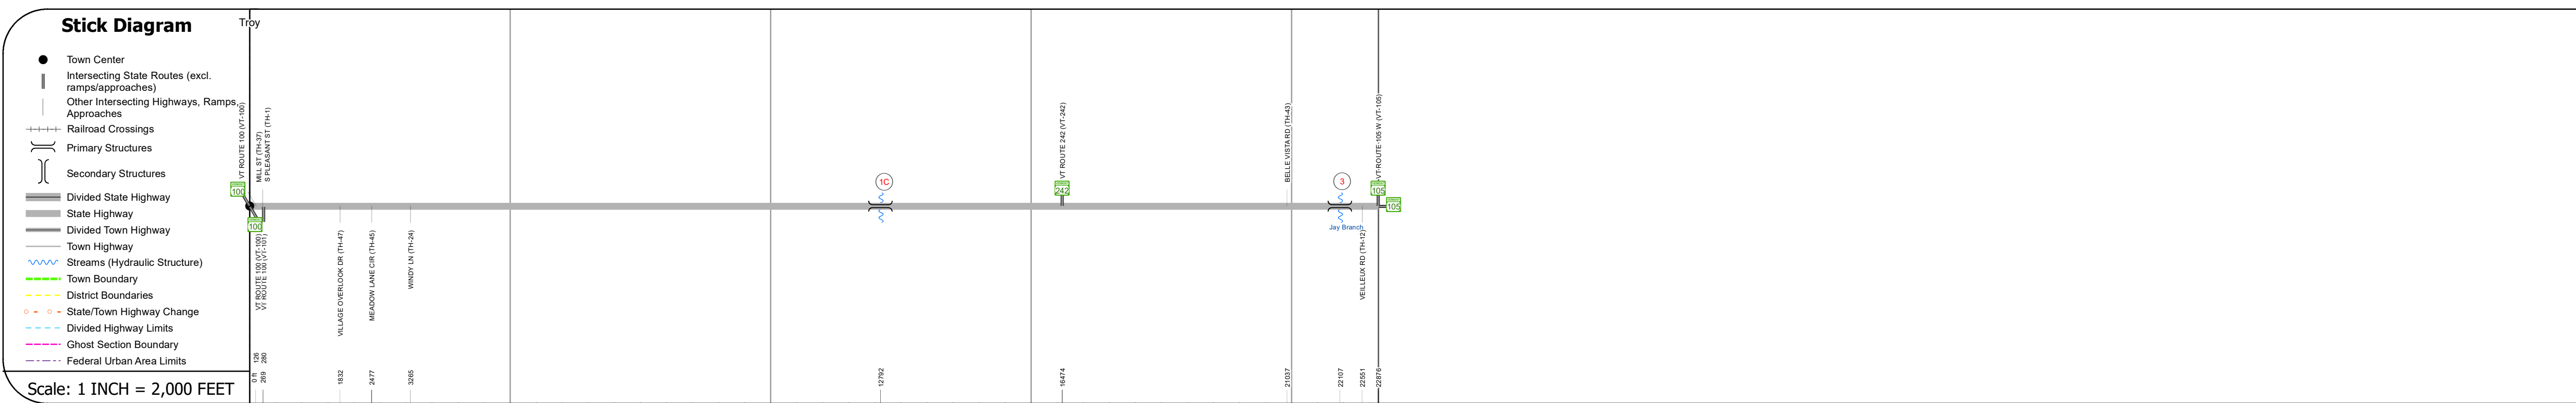 Stick Diagram
Town Center
Intersecting State Routes (excl.
ramps/approaches)
Other Intersecting Highways, Ramps,
Approaches
Railroad Crossings
Primary Structures
Secondary Structures
Divided State Highway
State Highway
Divided Town Highway
Town Highway
Streams (Hydraulic Structure)
Town Boundary
District Boundaries
State/Town Highway Change
Divided Highway Limits
Ghost Section Boundary
Federal Urban Area Limits
Scale: 1 INCH = 2,000 FEET
Troy
VT ROUTE 100 (VT-100)
MILL ST (TH-37)
S PLEASANT ST (TH-1)
VT ROUTE 242 (VT-242)
BELLE VISTA RD (TH-43)
VT-ROUTE-105 W (VT-105)
1C
3
100
242
105
105
100
Jay Branch
VT ROUTE 100 (VT-100)
VT ROUTE 100 (VT-101)
VILLAGE OVERLOOK DR (TH-47)
MEADOW LANE CIR (TH-45)
WINDY LN (TH-24)
VEILLEUX RD (TH-12)
0 ft
126
269
280
1832
2477
3265
12792
16474
21037
22107
22551
22876